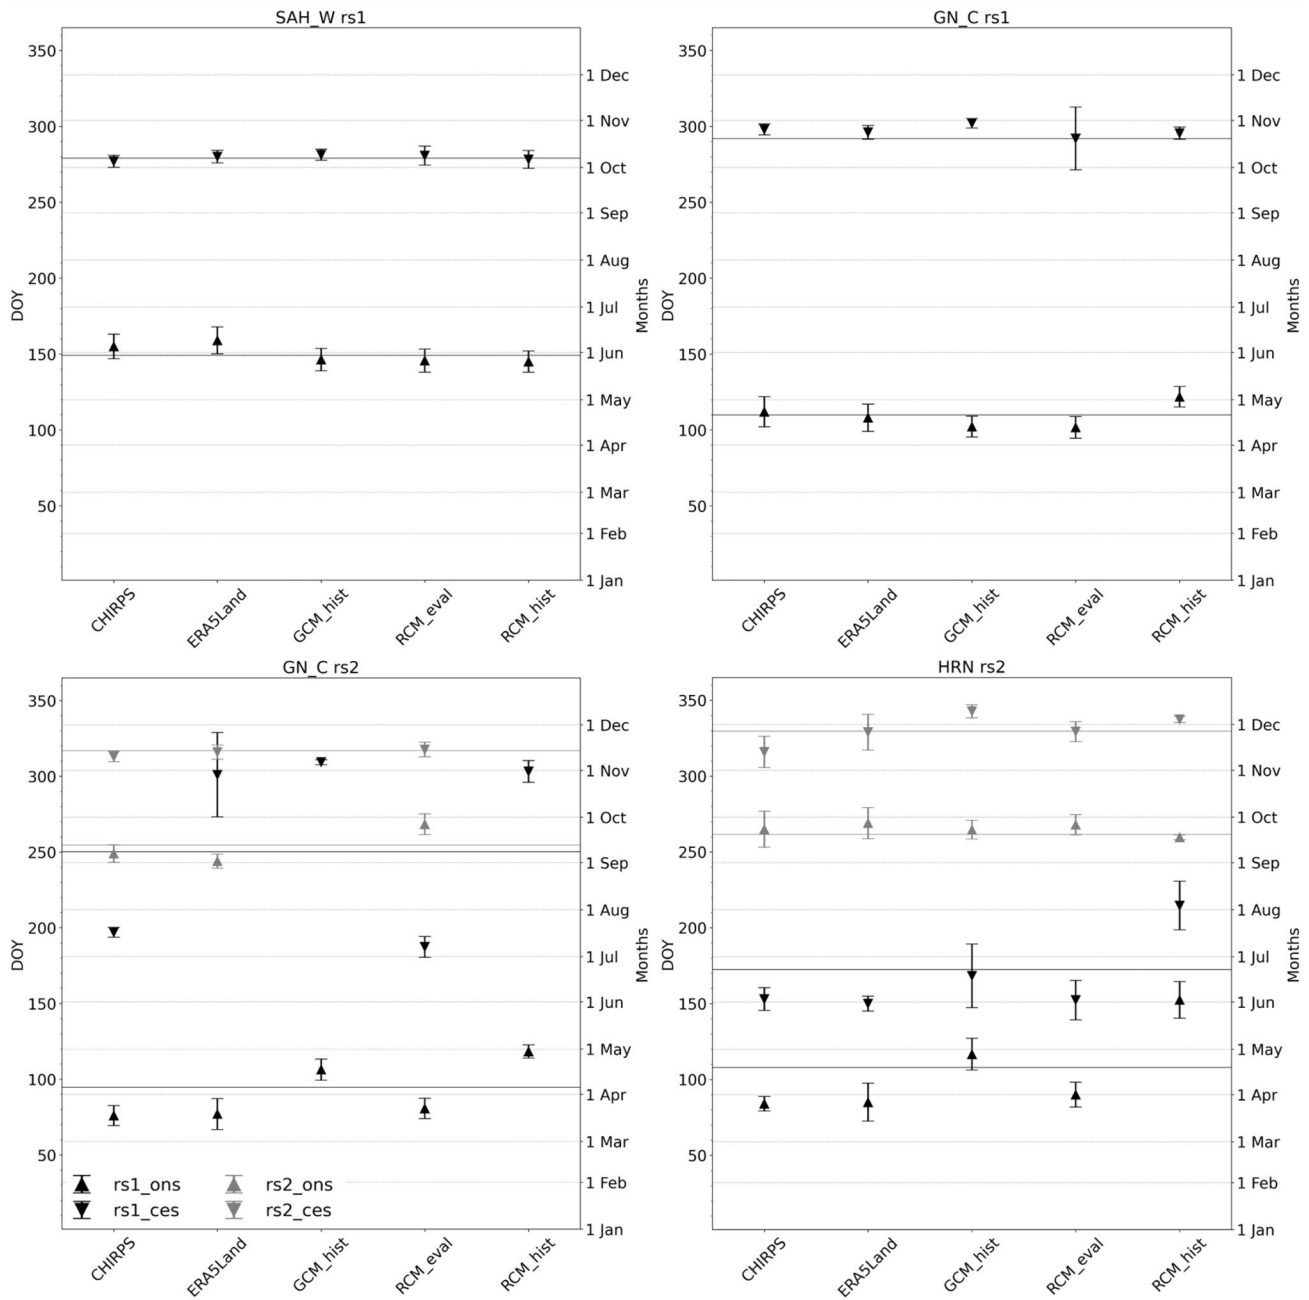 SAH_W rs1
350
300
250
200
150
100
50
DOY
1 Dec
1 Nov
1 Oct
1 Sep
1 Aug
1 Jul
1 Jun
1 May
1 Apr
1 Mar
1 Feb
1 Jan
Months
CHIRPS
ERA5Land
GCM_hist
RCM_eval
RCM_hist
GN_C rs1
350
300
250
200
150
100
50
DOY
1 Dec
1 Nov
1 Oct
1 Sep
1 Aug
1 Jul
1 Jun
1 May
1 Apr
1 Mar
1 Feb
1 Jan
Months
CHIRPS
ERA5Land
GCM_hist
RCM_eval
RCM_hist
GN_C rs2
350
300
250
200
150
100
50
DOY
1 Dec
1 Nov
1 Oct
1 Sep
1 Aug
1 Jul
1 Jun
1 May
1 Apr
1 Mar
1 Feb
1 Jan
Months
rs1_ons
rs1_ces
rs2_ons
rs2_ces
CHIRPS
ERA5Land
GCM_hist
RCM_eval
RCM_hist
HRN rs2
350
300
250
200
150
100
50
DOY
1 Dec
1 Nov
1 Oct
1 Sep
1 Aug
1 Jul
1 Jun
1 May
1 Apr
1 Mar
1 Feb
1 Jan
Months
CHIRPS
ERA5Land
GCM_hist
RCM_eval
RCM_hist